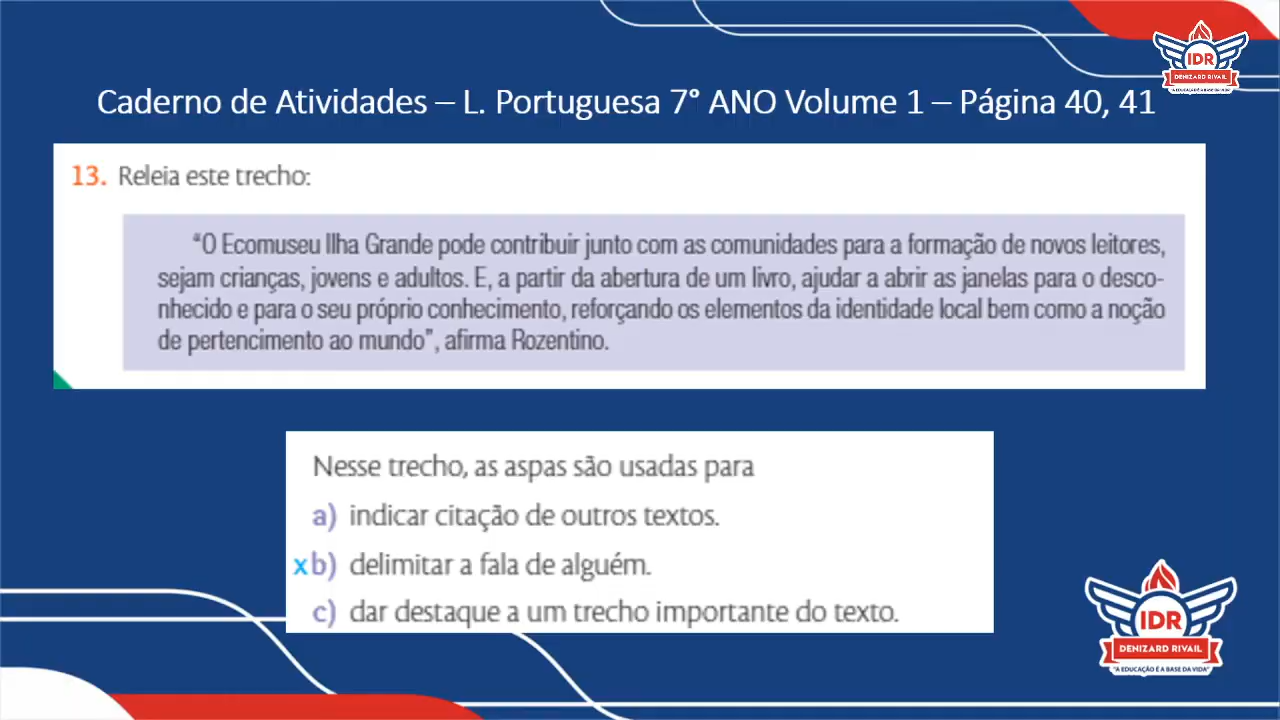 IDR
DENIZARD RIVAIL
"A EDUCAÇÃO É A BASE DA VIDA"
Caderno de Atividades – L. Portuguesa 7° ANO Volume 1 – Página 40, 41
13. Releia este trecho:
“O Ecomuseu Ilha Grande pode contribuir junto com as comunidades para a formação de novos leitores,
sejam crianças, jovens e adultos. E, a partir da abertura de um livro, ajudar a abrir as janelas para o desco-
nhecido e para o seu próprio conhecimento, reforçando os elementos da identidade local bem como a noção
de pertencimento ao mundo”, afirma Rozentino.
Nesse trecho, as aspas são usadas para
a) indicar citação de outros textos.
x b) delimitar a fala de alguém.
c) dar destaque a um trecho importante do texto.
IDR
DENIZARD RIVAIL
"A EDUCAÇÃO É A BASE DA VIDA"